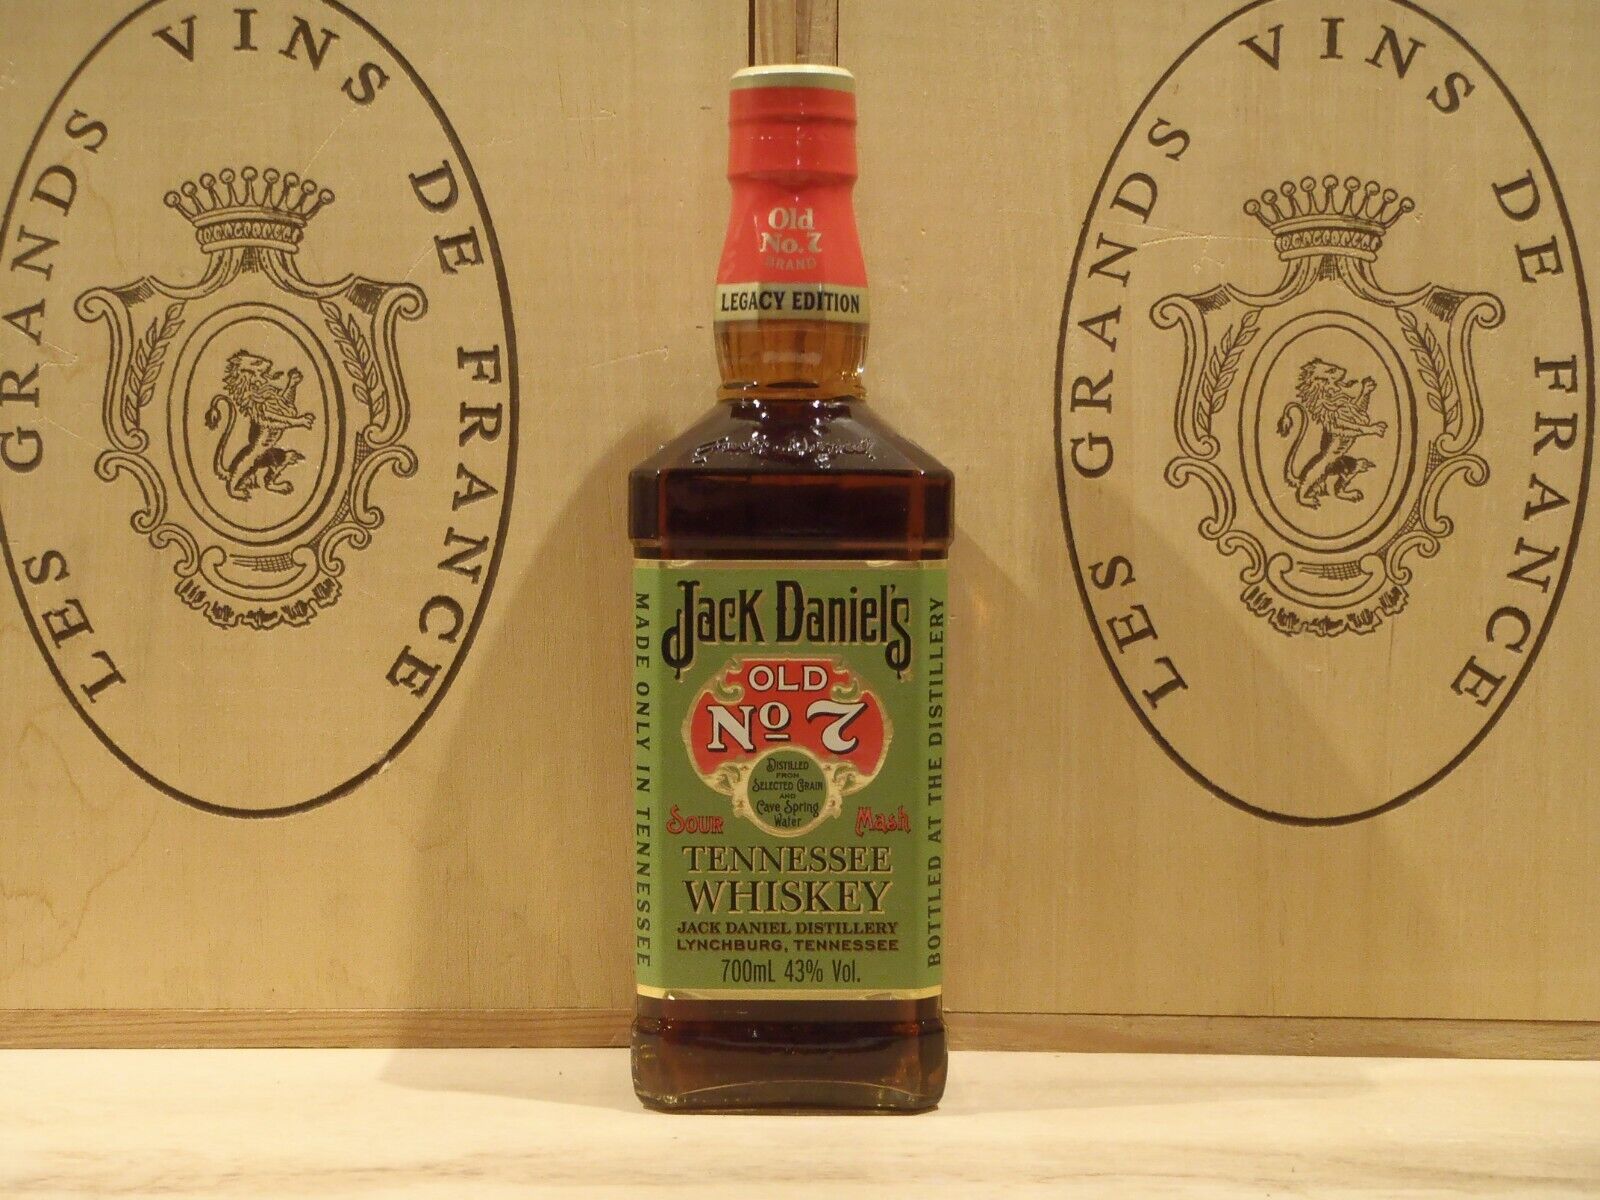 LES GRANDS VINS DE FRANCE
LES GRANDS VINS DE FRANCE
Old
No. 7
BRAND
LEGACY EDITION
Jack Daniel's
OLD
Nº 7
DISTILLED
FROM
SELECTED GRAIN
AND
Cave Spring
Water
SOUR Mash
TENNESSEE
WHISKEY
JACK DANIEL DISTILLERY
LYNCHBURG, TENNESSEE
700mL 43% Vol.
MADE ONLY IN TENNESSEE
BOTTLED AT THE DISTILLERY